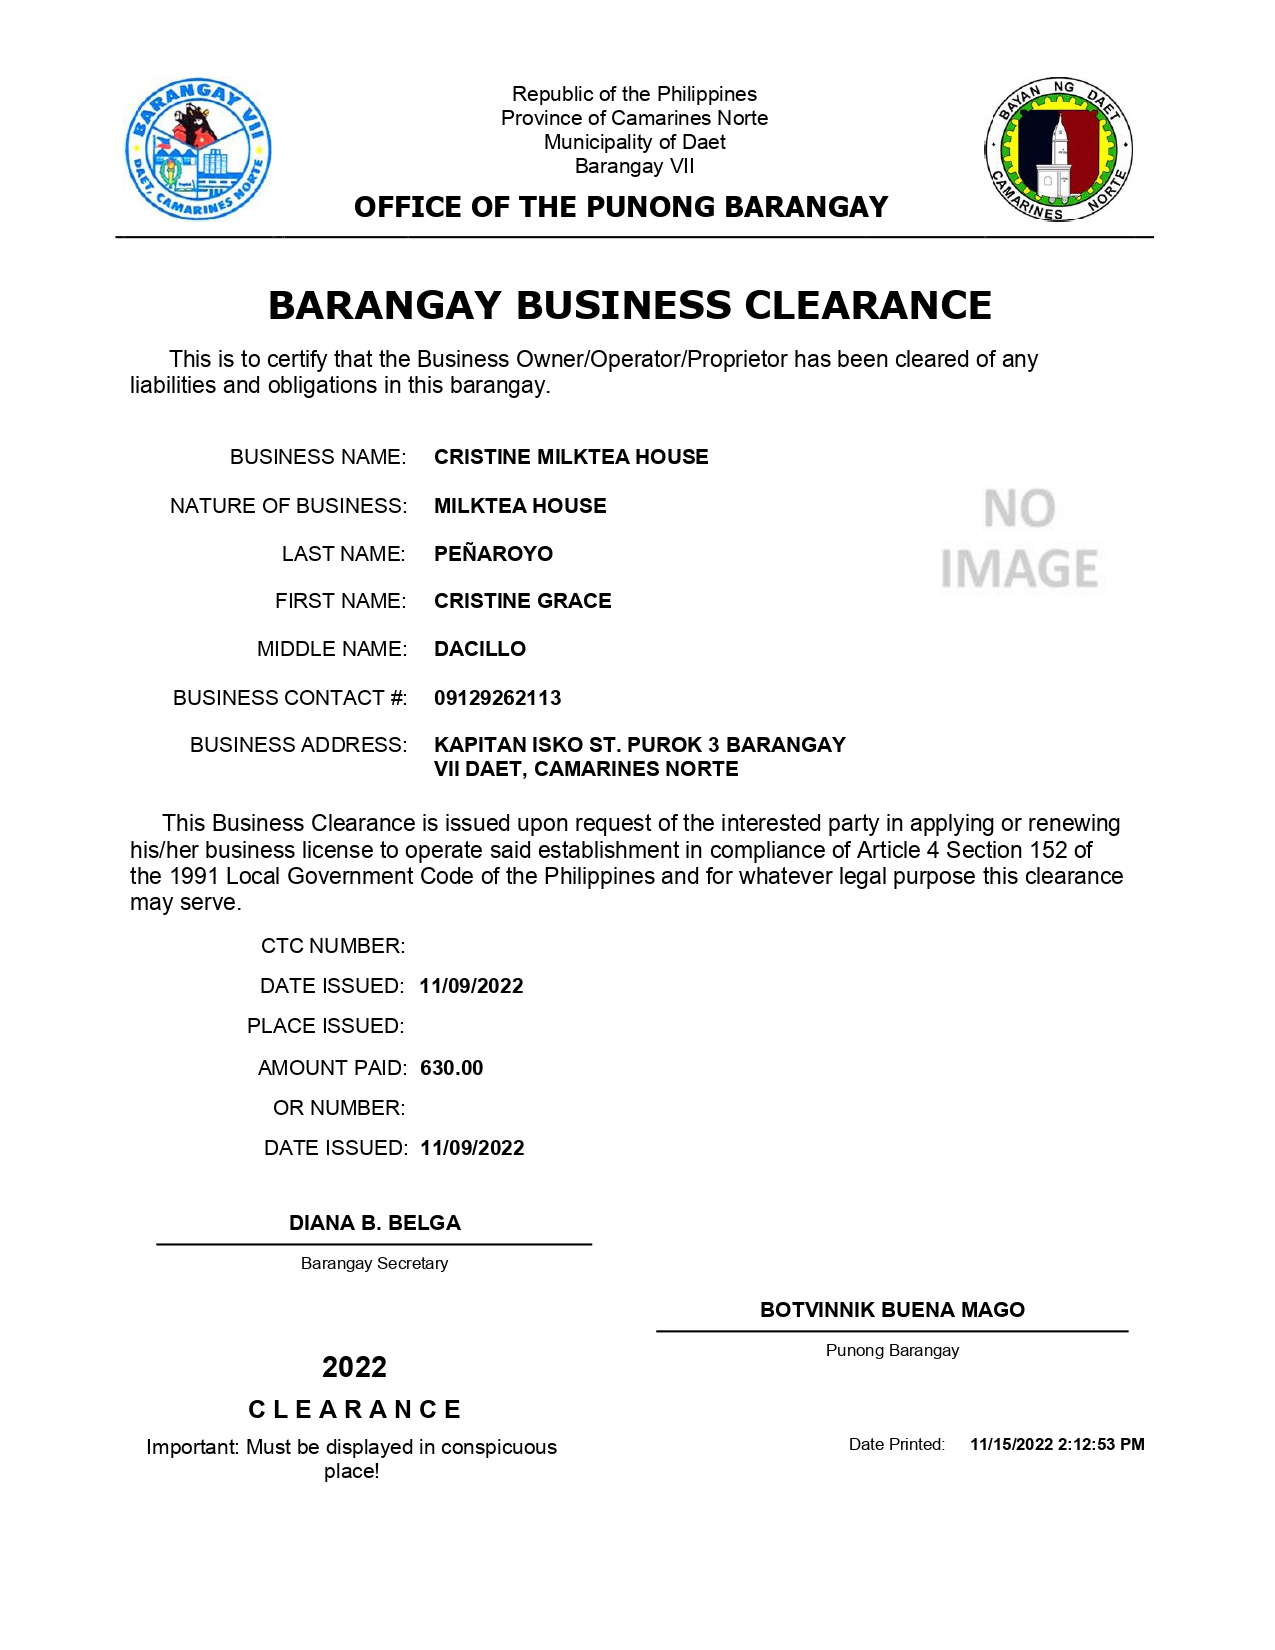 BARANGAY VII
DAET, CAMARINES NORTE
Republic of the Philippines
Province of Camarines Norte
Municipality of Daet
Barangay VII
OFFICE OF THE PUNONG BARANGAY
BAYAN NG DAET
CAMARINES NORTE
BARANGAY BUSINESS CLEARANCE
This is to certify that the Business Owner/Operator/Proprietor has been cleared of any
liabilities and obligations in this barangay.
BUSINESS NAME: CRISTINE MILKTEA HOUSE
NATURE OF BUSINESS: MILKTEA HOUSE
NO
IMAGE
LAST NAME: PEÑAROYO
FIRST NAME: CRISTINE GRACE
MIDDLE NAME: DACILLO
BUSINESS CONTACT #: 09129262113
BUSINESS ADDRESS: KAPITAN ISKO ST. PUROK 3 BARANGAY
VII DAET, CAMARINES NORTE
This Business Clearance is issued upon request of the interested party in applying or renewing
his/her business license to operate said establishment in compliance of Article 4 Section 152 of
the 1991 Local Government Code of the Philippines and for whatever legal purpose this clearance
may serve.
CTC NUMBER:
DATE ISSUED: 11/09/2022
PLACE ISSUED:
AMOUNT PAID: 630.00
OR NUMBER:
DATE ISSUED: 11/09/2022
DIANA B. BELGA
Barangay Secretary
BOTVINNIK BUENA MAGO
Punong Barangay
2022
CLEARANCE
Important: Must be displayed in conspicuous
place!
Date Printed: 11/15/2022 2:12:53 PM